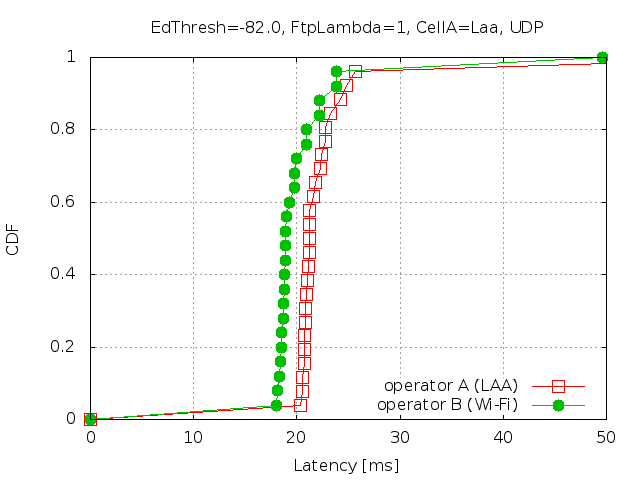 EdThresh=-82.0, FtpLambda=1, CellA=Laa, UDP
1
0.8
0.6
0.4
0.2
0
CDF
operator A (LAA)
operator B (Wi-Fi)
0 10 20 30 40 50
Latency [ms]